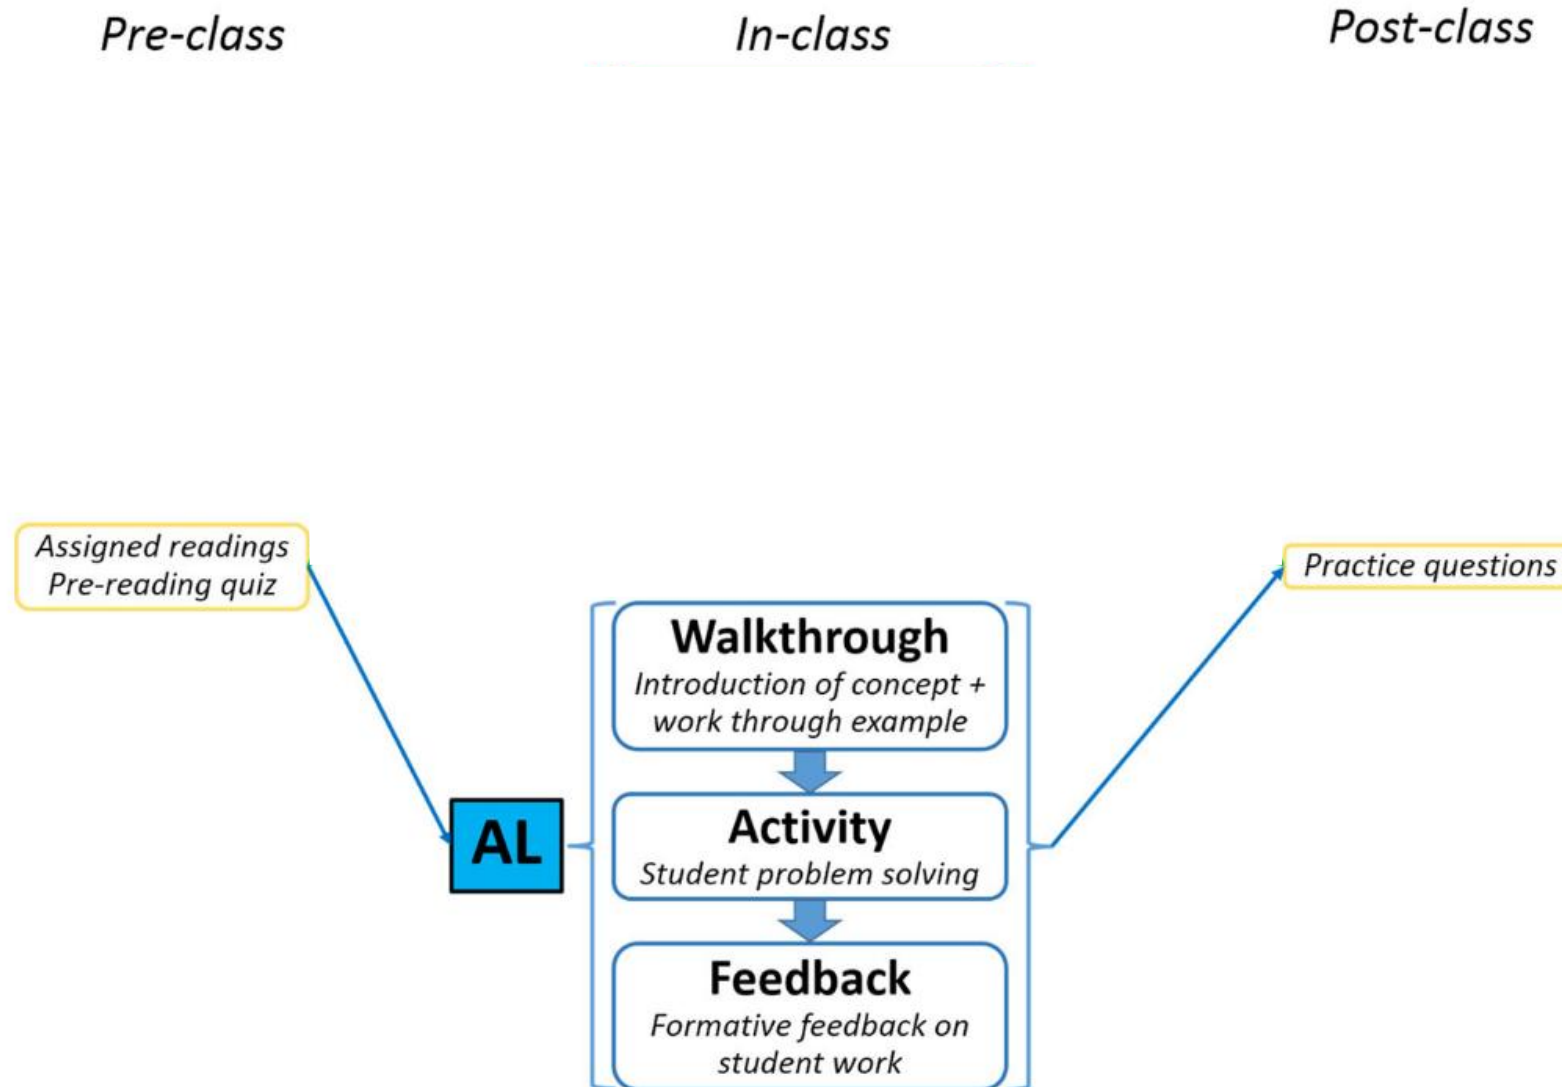 Pre-class
In-class
Post-class
Assigned readings
Pre-reading quiz
AL
Walkthrough
Introduction of concept +
work through example
Activity
Student problem solving
Feedback
Formative feedback on
student work
Practice questions